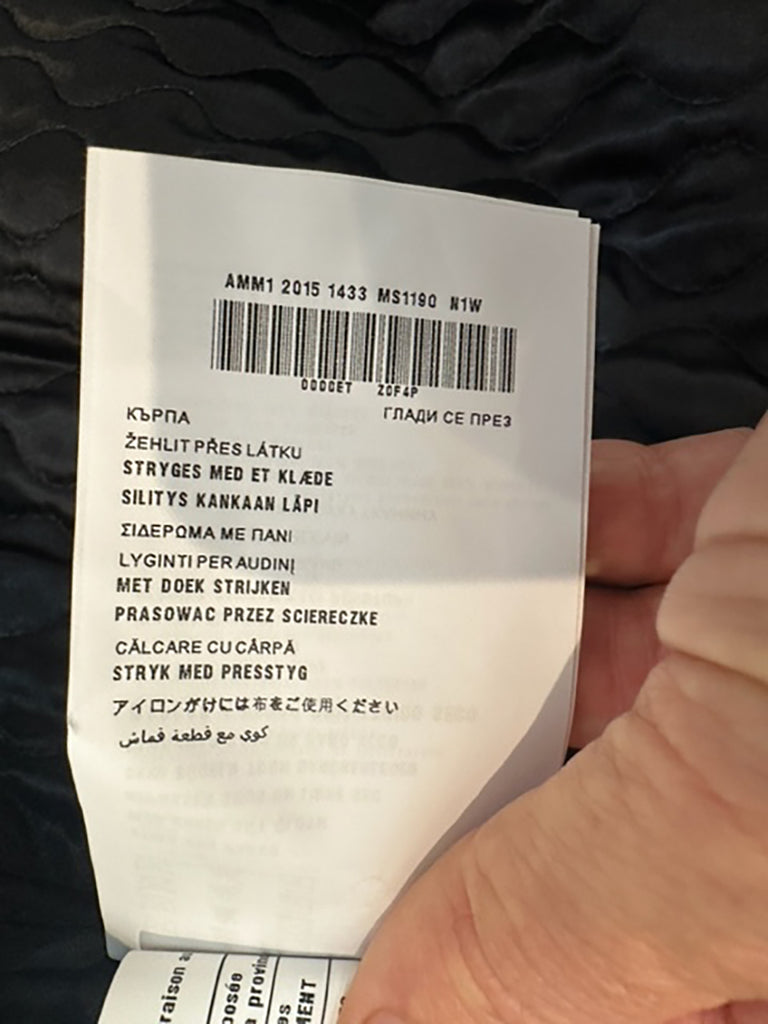 AMM1 2015 1433 MS1190 N1W
0000ET Z0F4P
ГЛАДИ СЕ ПРЕЗ
КЪРПА
ŽEHLIT PŘES LÁTKU
STRYGES MED ET KLÆDE
SILITYS KANKAAN LÄPI
ΣΙΔΕΡΩΜΑ ΜΕ ΠΑΝΙ
LYGINTI PER AUDINĮ
MET DOEK STRIJKEN
PRASOWAC PRZEZ SCIERECZKE
CĂLCARE CU CÂRPĂ
STRYK MED PRESSTYG
アイロンがけには布をご使用ください
كوي مع قطعة قماش
raison
posée
a